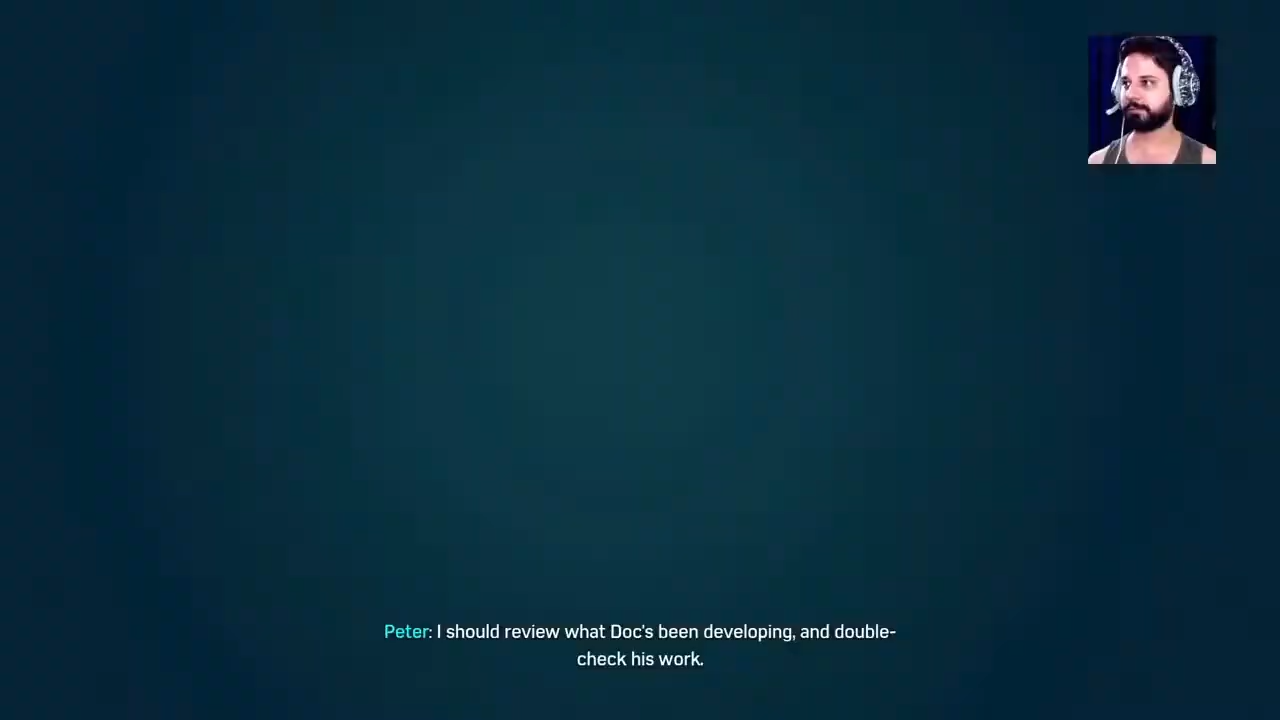 Peter: I should review what Doc's been developing, and double-
check his work.